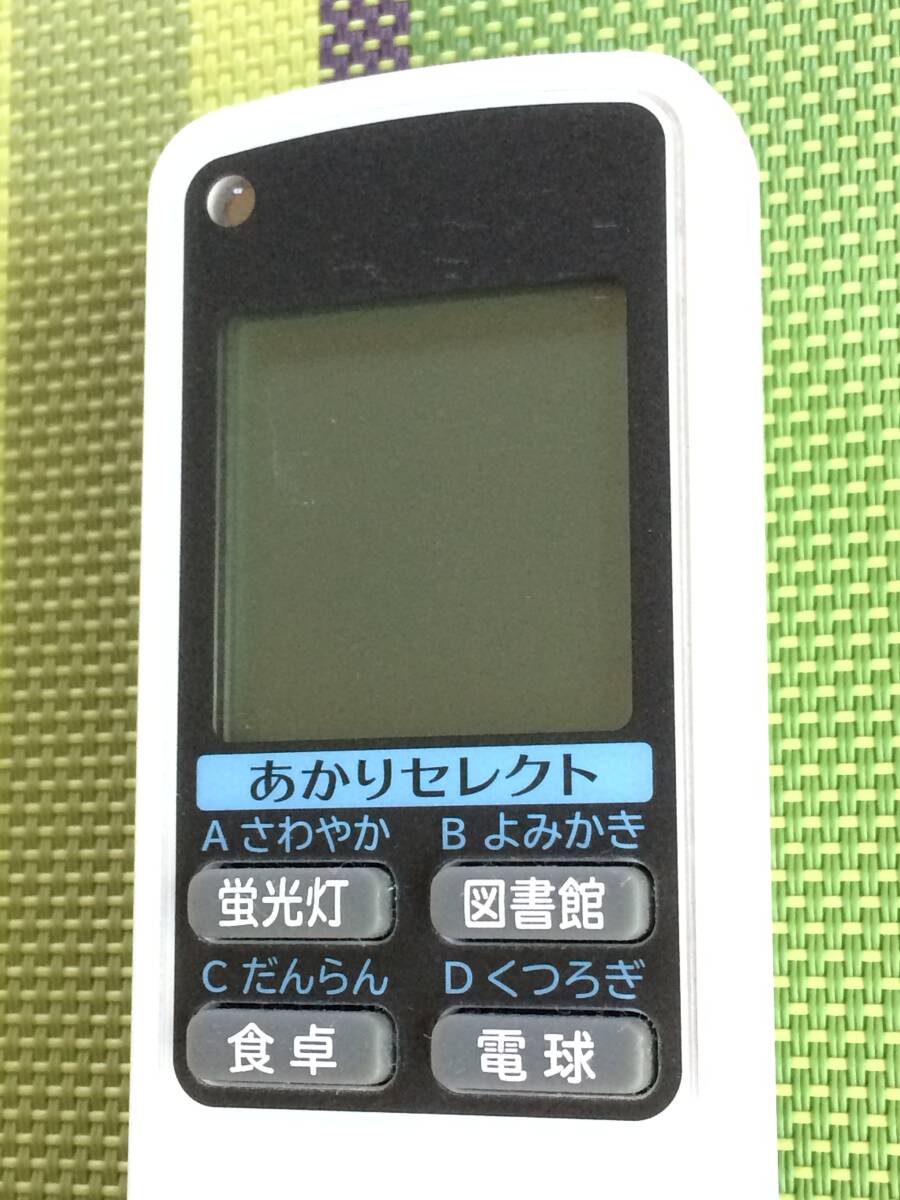 あかりセレクト
A さわやか B よみかき
蛍光灯 図書館
C だんらん D くつろぎ
食卓 電球